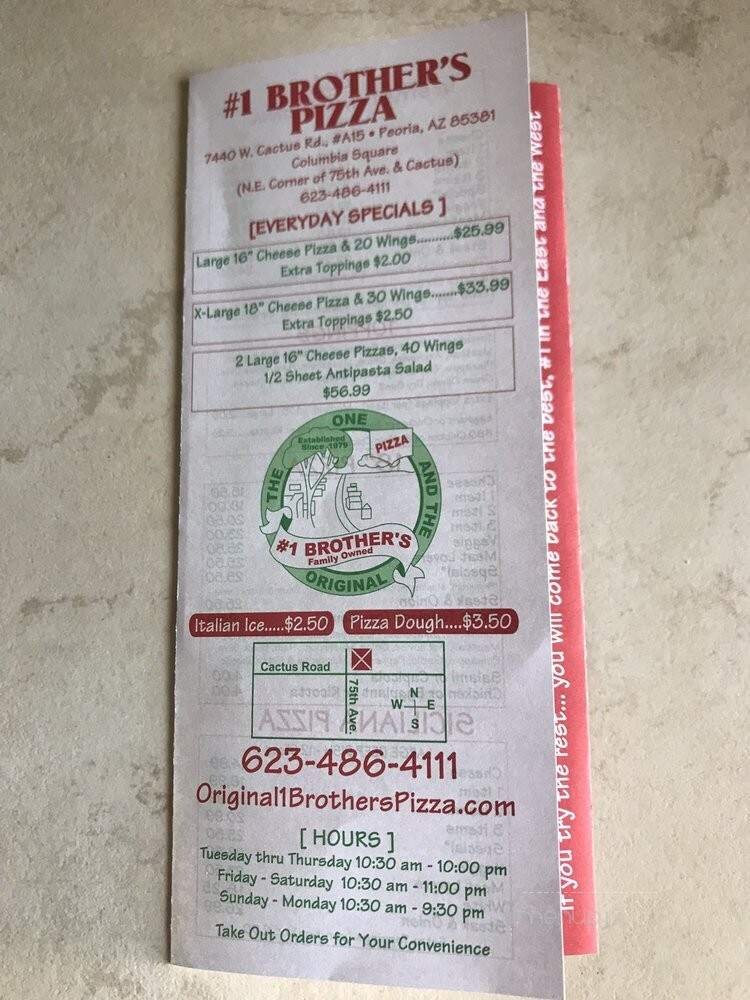 #1 BROTHER'S
PIZZA
7440 W. Cactus Rd., #A15 • Peoria, AZ 85381
Columbia Square
(N.E. Corner of 75th Ave. & Cactus)
623-486-4111
[EVERYDAY SPECIALS ]
Large 16" Cheese Pizza & 20 Wings..........$25.99
Extra Toppings $2.00
X-Large 18" Cheese Pizza & 30 Wings.......$33.99
Extra Toppings $2.50
2 Large 16" Cheese Pizzas, 40 Wings
1/2 Sheet Antipasta Salad
$56.99
THE ONE AND THE ORIGINAL
Established
Since 1979
PIZZA
#1 BROTHER'S
Family Owned
Italian Ice.....$2.50
Pizza Dough....$3.50
Cactus Road
75th Ave.
N
W E
S
623-486-4111
Original1BrothersPizza.com
[ HOURS ]
Tuesday thru Thursday 10:30 am - 10:00 pm
Friday - Saturday 10:30 am - 11:00 pm
Sunday - Monday 10:30 am - 9:30 pm
Take Out Orders for Your Convenience
If you try the rest... you will come back to the best, #1 in the East and the West